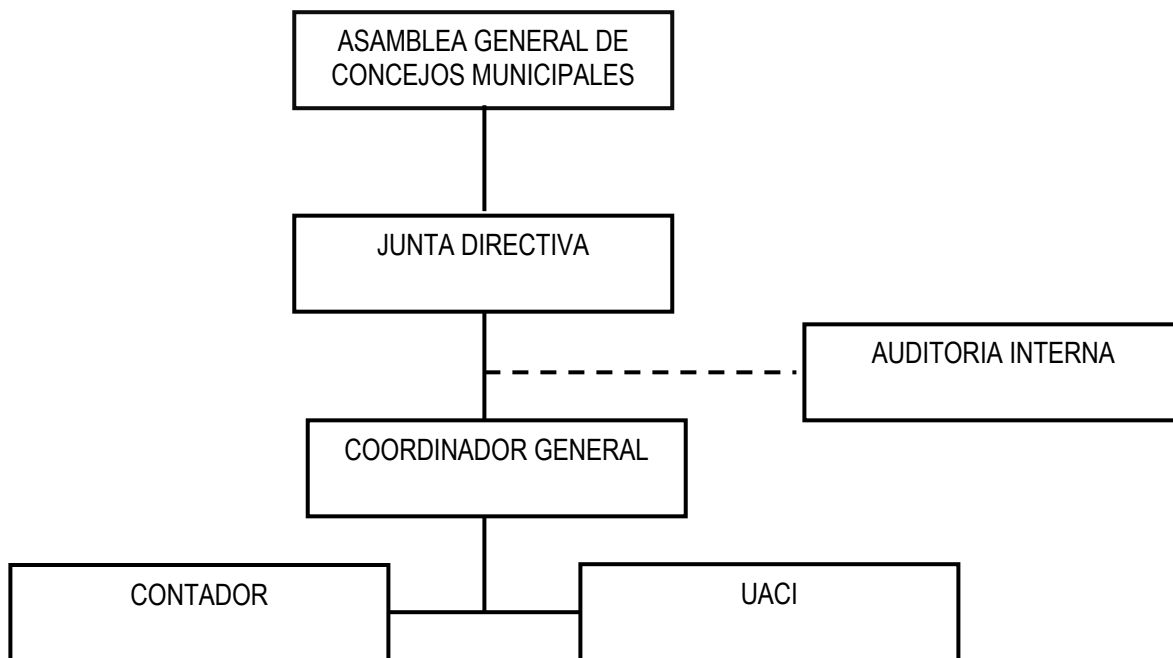 ASAMBLEA GENERAL DE
CONCEJOS MUNICIPALES
JUNTA DIRECTIVA
AUDITORIA INTERNA
COORDINADOR GENERAL
CONTADOR
UACI